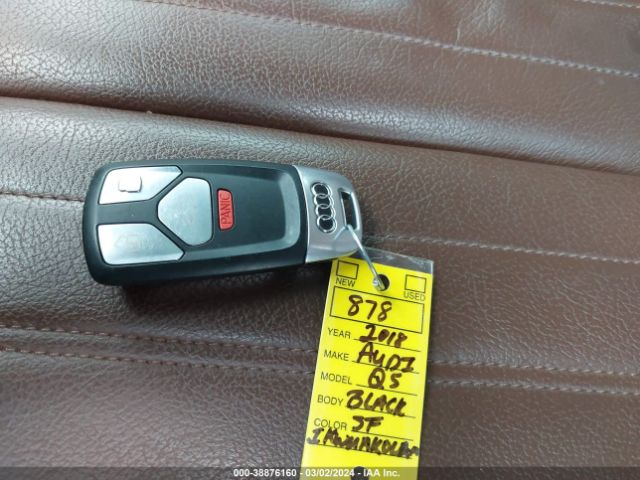 PANIC
NEW USED
878
YEAR 2018
MAKE AUDI
MODEL Q5
BODY BLACK
COLOR
000-38876160 - 03/02/2024 - IAA Inc.